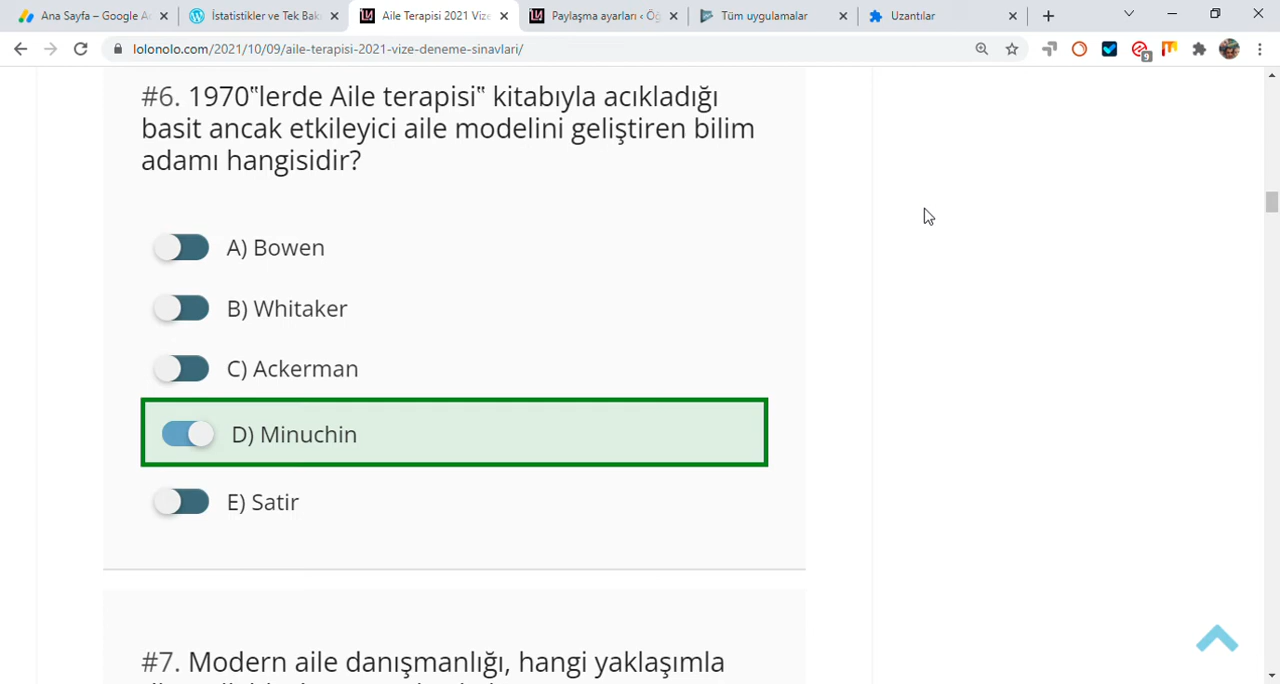 Ana Sayfa – Google A
İstatistikler ve Tek Bak
Aile Terapisi 2021 Vize
Paylaşma ayarları ‹ Öğ
Tüm uygulamalar
Uzantılar
lolonolo.com/2021/10/09/aile-terapisi-2021-vize-deneme-sinavlari/
9
#6. 1970‟lerde Aile terapisi‟ kitabıyla acıkladığı
basit ancak etkileyici aile modelini geliştiren bilim
adamı hangisidir?
A) Bowen
B) Whitaker
C) Ackerman
D) Minuchin
E) Satir
#7. Modern aile danışmanlığı, hangi yaklaşımla